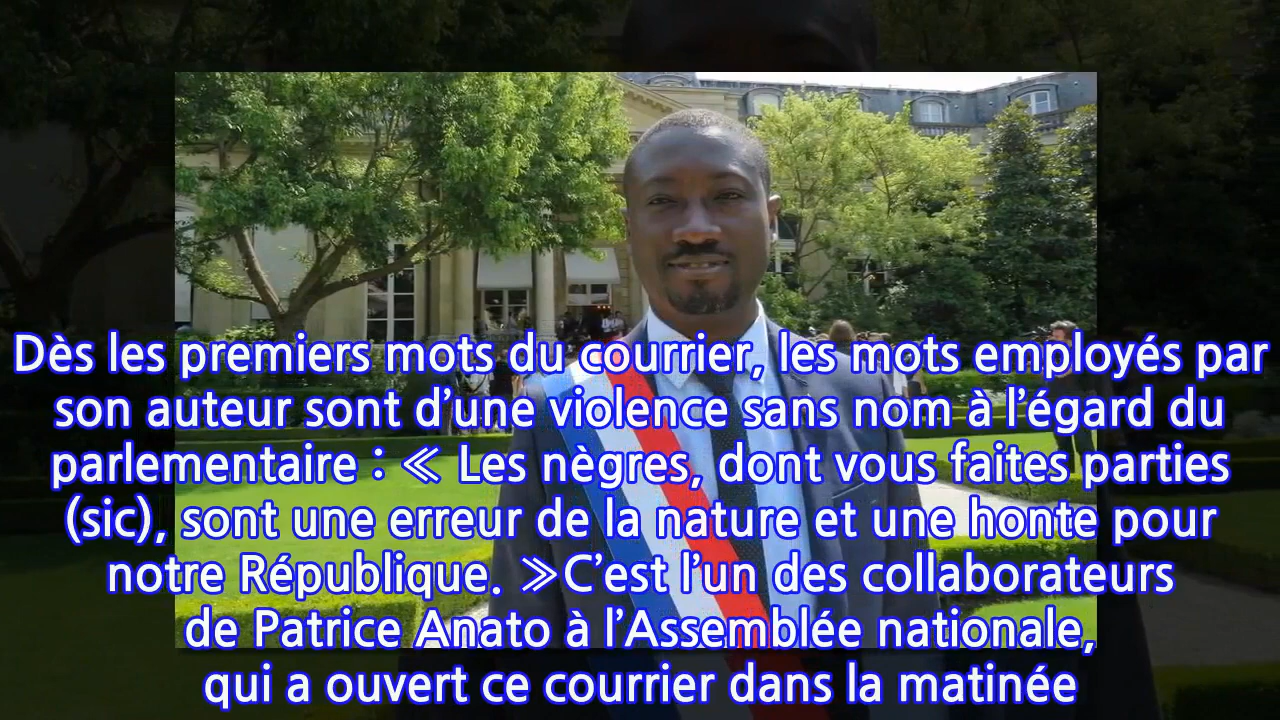 Dès les premiers mots du courrier, les mots employés par
son auteur sont d’une violence sans nom à l’égard du
parlementaire : ≪ Les nègres, dont vous faites parties
(sic), sont une erreur de la nature et une honte pour
notre République. ≫C’est l’un des collaborateurs
de Patrice Anato à l’Assemblée nationale,
qui a ouvert ce courrier dans la matinée